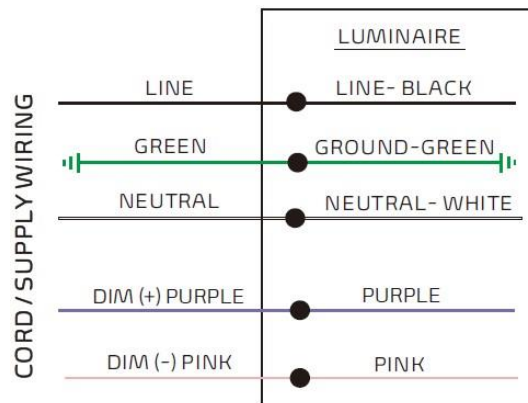 LUMINAIRE
LINE LINE- BLACK
GREEN GROUND-GREEN
NEUTRAL NEUTRAL- WHITE
DIM (+) PURPLE PURPLE
DIM (-) PINK PINK
CORD / SUPPLY WIRING